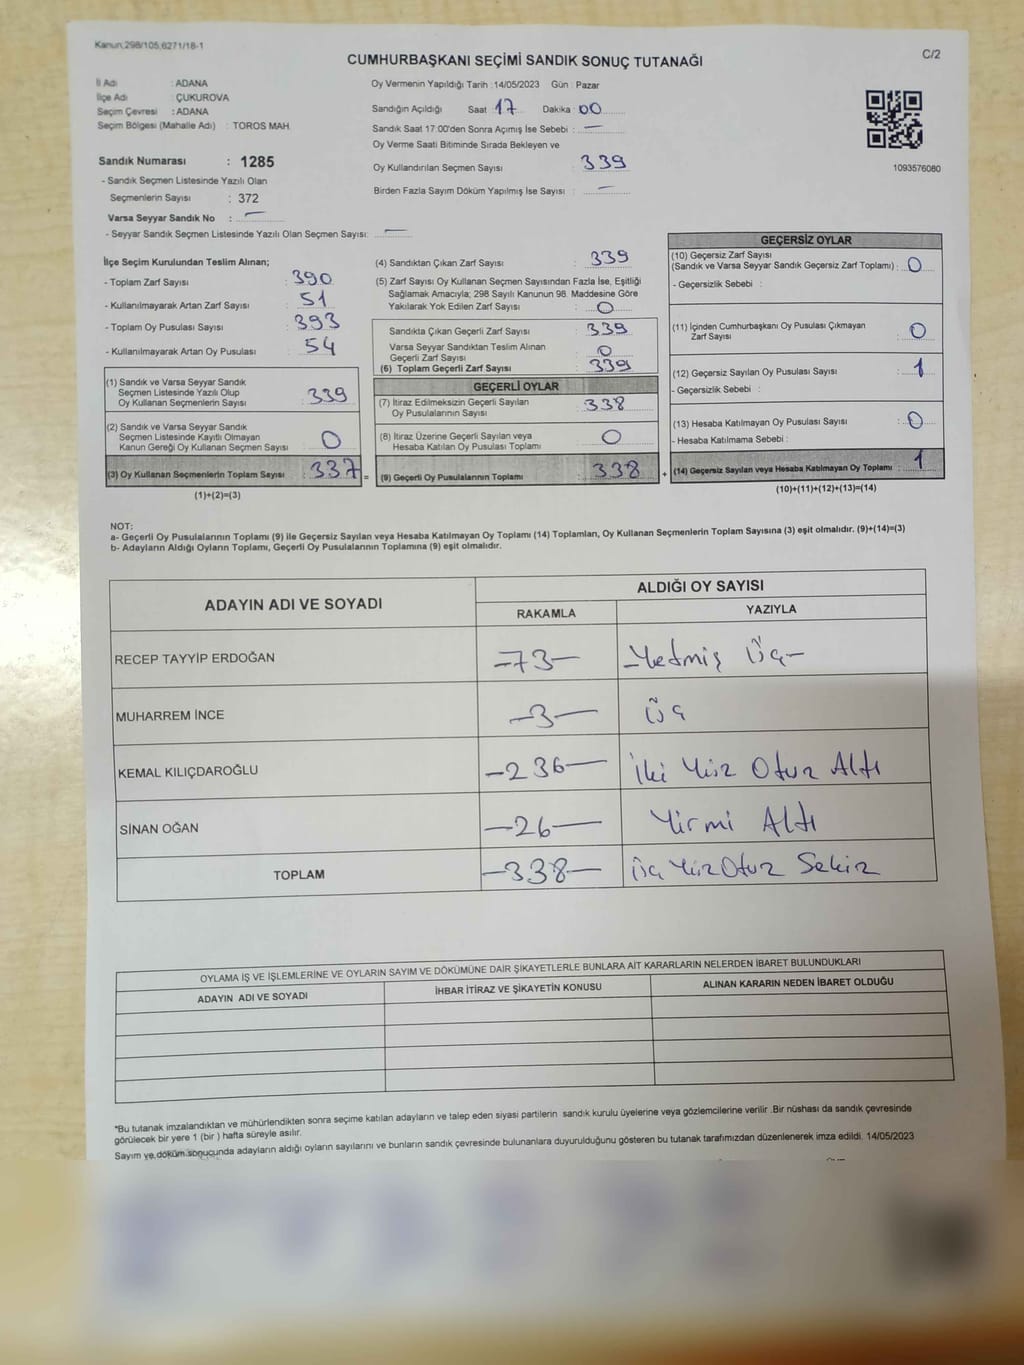 Kanun;298/105,6271/18-1
C/2
CUMHURBAŞKANI SEÇİMİ SANDIK SONUÇ TUTANAĞI
İl Adı : ADANA
İlçe Adı : ÇUKUROVA
Seçim Çevresi : ADANA
Seçim Bölgesi (Mahalle Adı) : TOROS MAH.
Sandık Numarası : 1285
- Sandık Seçmen Listesinde Yazılı Olan
Seçmenlerin Sayısı : 372
Varsa Seyyar Sandık No : —
- Seyyar Sandık Seçmen Listesinde Yazılı Olan Seçmen Sayısı: —
Oy Vermenin Yapıldığı Tarih :14/05/2023 Gün : Pazar
Sandığın Açıldığı Saat :17 Dakika :00
Sandık Saat 17:00'den Sonra Açımış İse Sebebi : —
Oy Verme Saati Bitiminde Sırada Bekleyen ve
Oy Kullandırılan Seçmen Sayısı : 339
Birden Fazla Sayım Döküm Yapılmış İse Sayısı : —
1093576080
İlçe Seçim Kurulundan Teslim Alınan;
- Toplam Zarf Sayısı : 390
- Kullanılmayarak Artan Zarf Sayısı : 51
- Toplam Oy Pusulası Sayısı : 393
- Kullanılmayarak Artan Oy Pusulası : 54
(1) Sandık ve Varsa Seyyar Sandık
Seçmen Listesinde Yazılı Olup
Oy Kullanan Seçmenlerin Sayısı : 339
(2) Sandık ve Varsa Seyyar Sandık
Seçmen Listesinde Kayıtlı Olmayan
Kanun Gereği Oy Kullanan Seçmen Sayısı : 0
(3) Oy Kullanan Seçmenlerin Toplam Sayısı : 337 =
(1)+(2)=(3)
(4) Sandıktan Çıkan Zarf Sayısı : 339
(5) Zarf Sayısı Oy Kullanan Seçmen Sayısından Fazla İse, Eşitliği
Sağlamak Amacıyla; 298 Sayılı Kanunun 98. Maddesine Göre
Yakılarak Yok Edilen Zarf Sayısı : 0
Sandıkta Çıkan Geçerli Zarf Sayısı : 339
Varsa Seyyar Sandıktan Teslim Alınan
Geçerli Zarf Sayısı : 0
(6) Toplam Geçerli Zarf Sayısı : 339
GEÇERLİ OYLAR
(7) İtiraz Edilmeksizin Geçerli Sayılan
Oy Pusulalarının Sayısı : 338
(8) İtiraz Üzerine Geçerli Sayılan veya
Hesaba Katılan Oy Pusulası Toplamı : 0
(9) Geçerli Oy Pusulalarının Toplamı : 338 +
GEÇERSİZ OYLAR
(10) Geçersiz Zarf Sayısı
(Sandık ve Varsa Seyyar Sandık Geçersiz Zarf Toplamı) : 0
- Geçersizlik Sebebi :
(11) İçinden Cumhurbaşkanı Oy Pusulası Çıkmayan
Zarf Sayısı : 0
(12) Geçersiz Sayılan Oy Pusulası Sayısı : 1
- Geçersizlik Sebebi :
(13) Hesaba Katılmayan Oy Pusulası Sayısı : 0
- Hesaba Katılmama Sebebi :
(14) Geçersiz Sayılan veya Hesaba Katılmayan Oy Toplamı : 1
(10)+(11)+(12)+(13)=(14)
NOT:
a- Geçerli Oy Pusulalarının Toplamı (9) ile Geçersiz Sayılan veya Hesaba Katılmayan Oy Toplamı (14) Toplamları, Oy Kullanan Seçmenlerin Toplam Sayısına (3) eşit olmalıdır. (9)+(14)=(3)
b- Adayların Aldığı Oyların Toplamı, Geçerli Oy Pusulalarının Toplamına (9) eşit olmalıdır.
ADAYIN ADI VE SOYADI ALDIĞI OY SAYISI
RAKAMLA YAZIYLA
RECEP TAYYİP ERDOĞAN -73- -Yetmiş Üç-
MUHARREM İNCE -3- Üç
KEMAL KILIÇDAROĞLU -236- İki Yüz Otuz Altı
SİNAN OĞAN -26- Yirmi Altı
TOPLAM -338- Üç Yüz Otuz Sekiz
OYLAMA İŞ VE İŞLEMLERİNE VE OYLARIN SAYIM VE DÖKÜMÜNE DAİR ŞİKAYETLERLE BUNLARA AİT KARARLARIN NELERDEN İBARET BULUNDUKLARI
ADAYIN ADI VE SOYADI İHBAR İTİRAZ VE ŞİKAYETİN KONUSU ALINAN KARARIN NEDEN İBARET OLDUĞU
*Bu tutanak imzalandıktan ve mühürlendikten sonra seçime katılan adayların ve talep eden siyasi partilerin sandık kurulu üyelerine veya gözlemcilerine verilir .Bir nüshası da sandık çevresinde
görülecek bir yere 1 (bir ) hafta süreyle asılır.
Sayım ve döküm sonucunda adayların aldığı oyların sayılarını ve bunların sandık çevresinde bulunanlara duyurulduğunu gösteren bu tutanak tarafımızdan düzenlenerek imza edildi. 14/05/2023